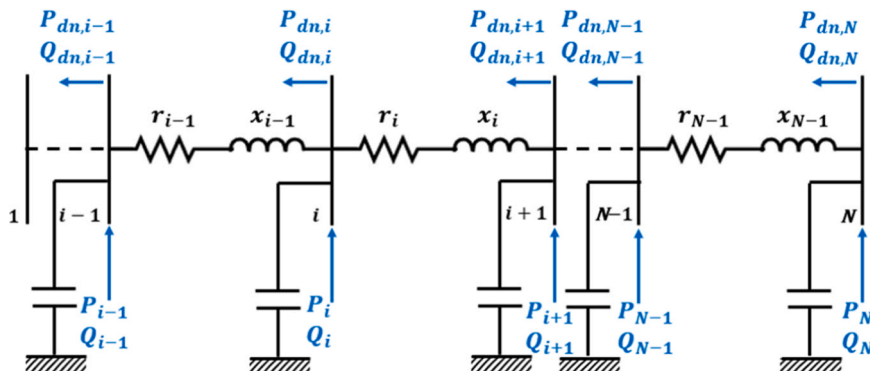 P_{dn,i-1} P_{dn,i} P_{dn,i+1} P_{dn,N-1} P_{dn,N}
Q_{dn,i-1} Q_{dn,i} Q_{dn,i+1} Q_{dn,N-1} Q_{dn,N}
r_{i-1} x_{i-1} r_i x_i r_{N-1} x_{N-1}
1 i-1 i i+1 N-1 N
P_{i-1} P_i P_{i+1} P_{N-1} P_N
Q_{i-1} Q_i Q_{i+1} Q_{N-1} Q_N